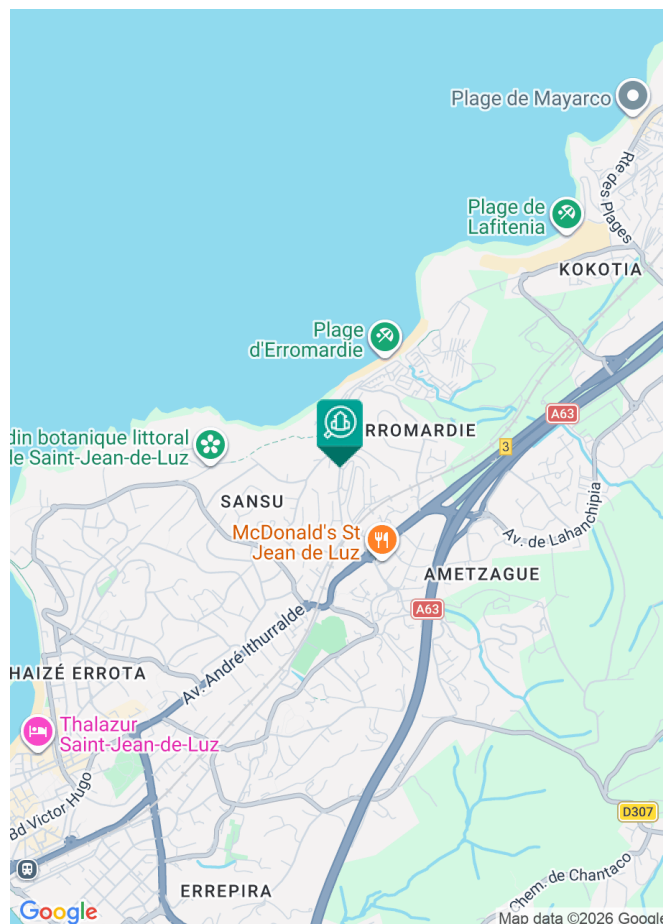 Plage de Mayarco
Rte des Plages
Plage de
Lafitenia
KOKOTIA
Plage
d'Erromardie
A63
RROMARDIE
3
din botanique littoral
le Saint-Jean-de-Luz
SANSU
McDonald's St
Jean de Luz
Av. de Lahanchipia
AMETZAGUE
A63
Av. André Ithurralde
HAIZÉ ERROTA
Thalazur
Saint-Jean-de-Luz
Bd Victor Hugo
D307
Chem. de Chantaco
ERREPIRA
Google
Map data ©2026 Google